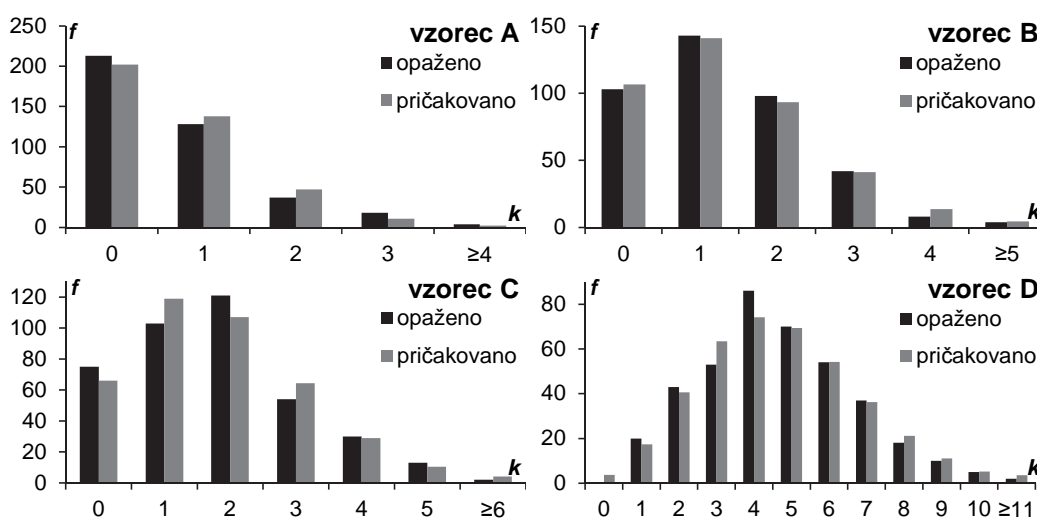 f
vzorec A
opaženo
pričakovano
250
200
150
100
50
0
0 1 2 3 ≥4
k
f
vzorec B
opaženo
pričakovano
150
100
50
0
0 1 2 3 4 ≥5
k
f
vzorec C
opaženo
pričakovano
120
100
80
60
40
20
0
0 1 2 3 4 5 ≥6
k
f
vzorec D
opaženo
pričakovano
80
60
40
20
0
0 1 2 3 4 5 6 7 8 9 10 ≥11
k